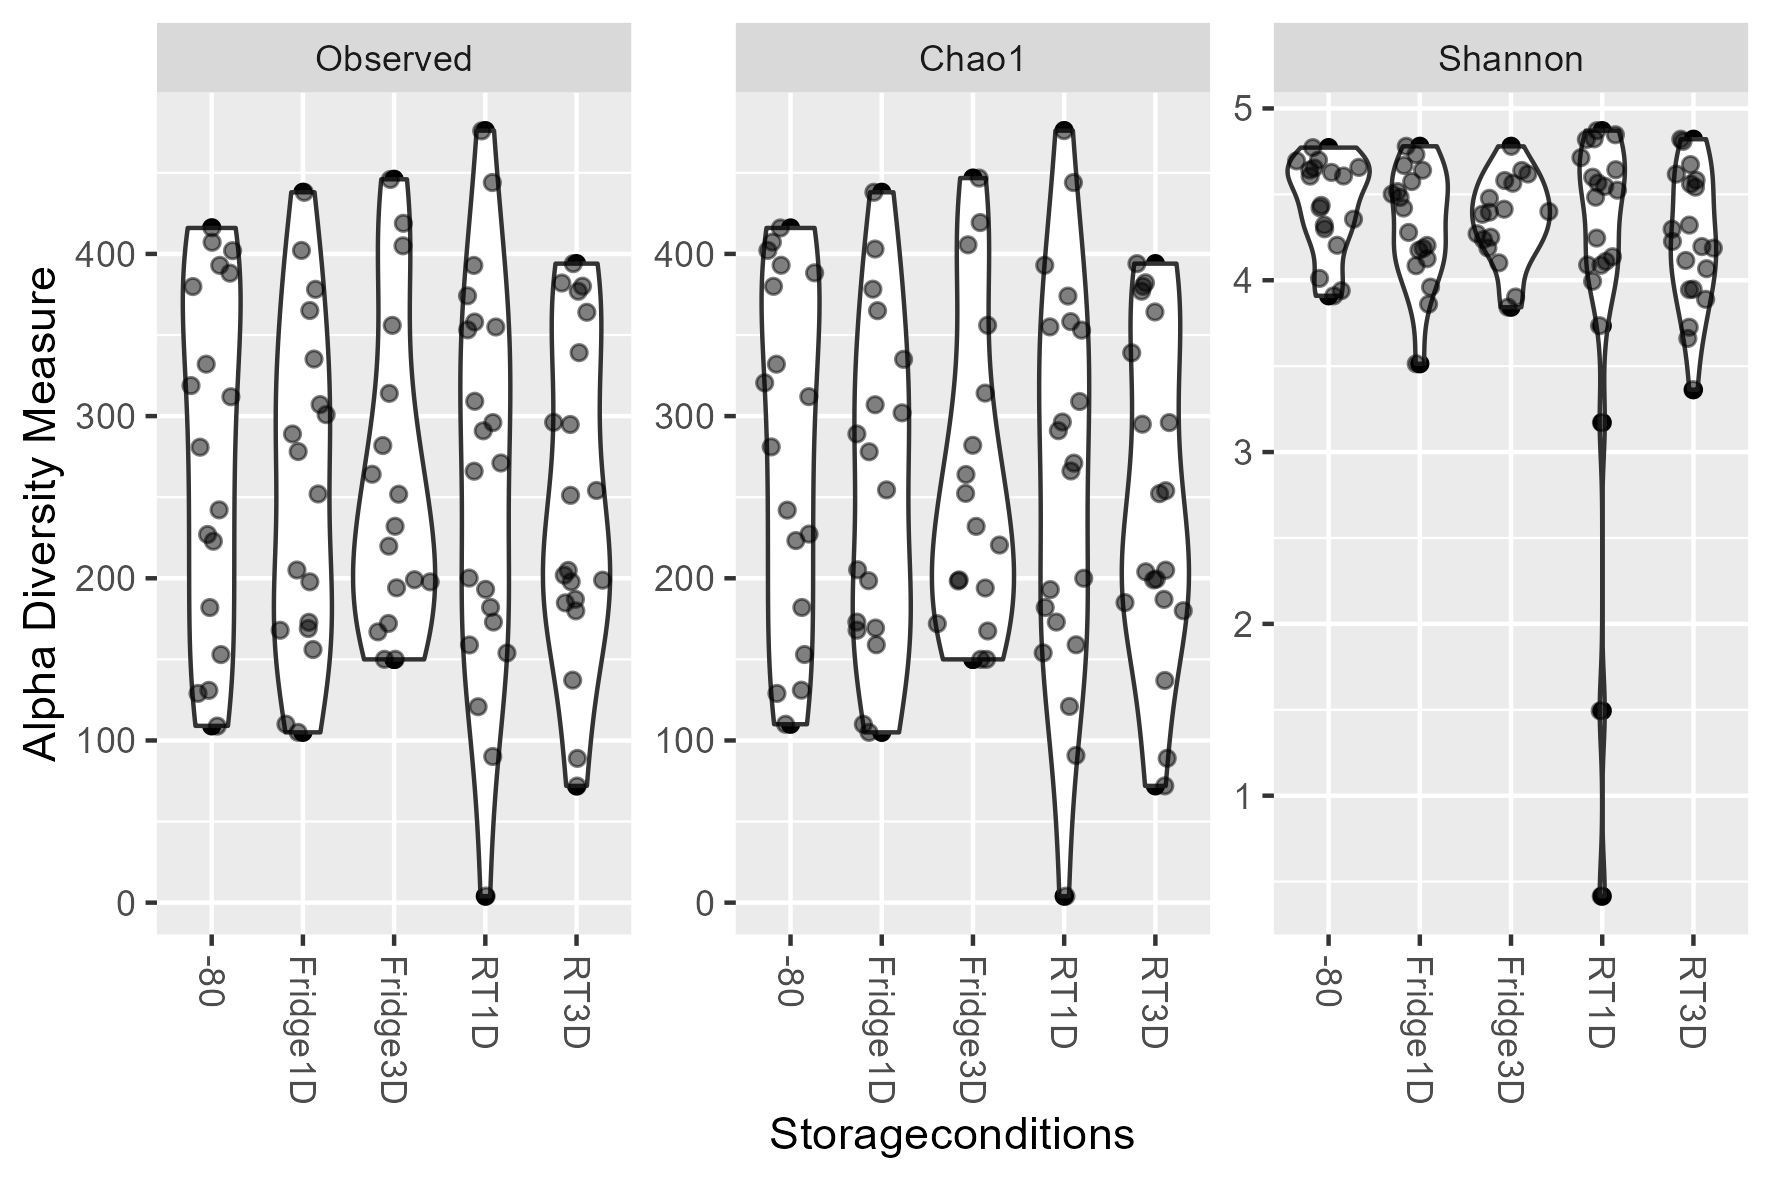 Observed
Chao1
Shannon
Alpha Diversity Measure
400
300
200
100
0
400
300
200
100
0
5
4
3
2
1
-80
Fridge1D
Fridge3D
RT1D
RT3D
-80
Fridge1D
Fridge3D
RT1D
RT3D
-80
Fridge1D
Fridge3D
RT1D
RT3D
Storageconditions